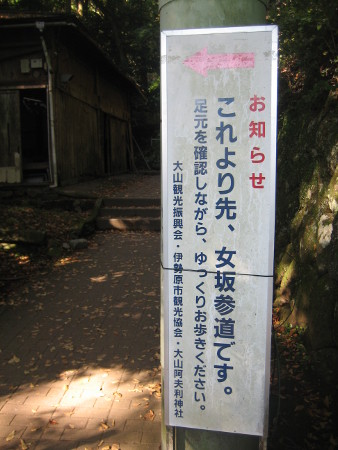 お知らせ
これより先、女坂参道です。
足元を確認しながら、ゆっくりお歩きください。
大山観光振興会・伊勢原市観光協会・大山阿夫利神社